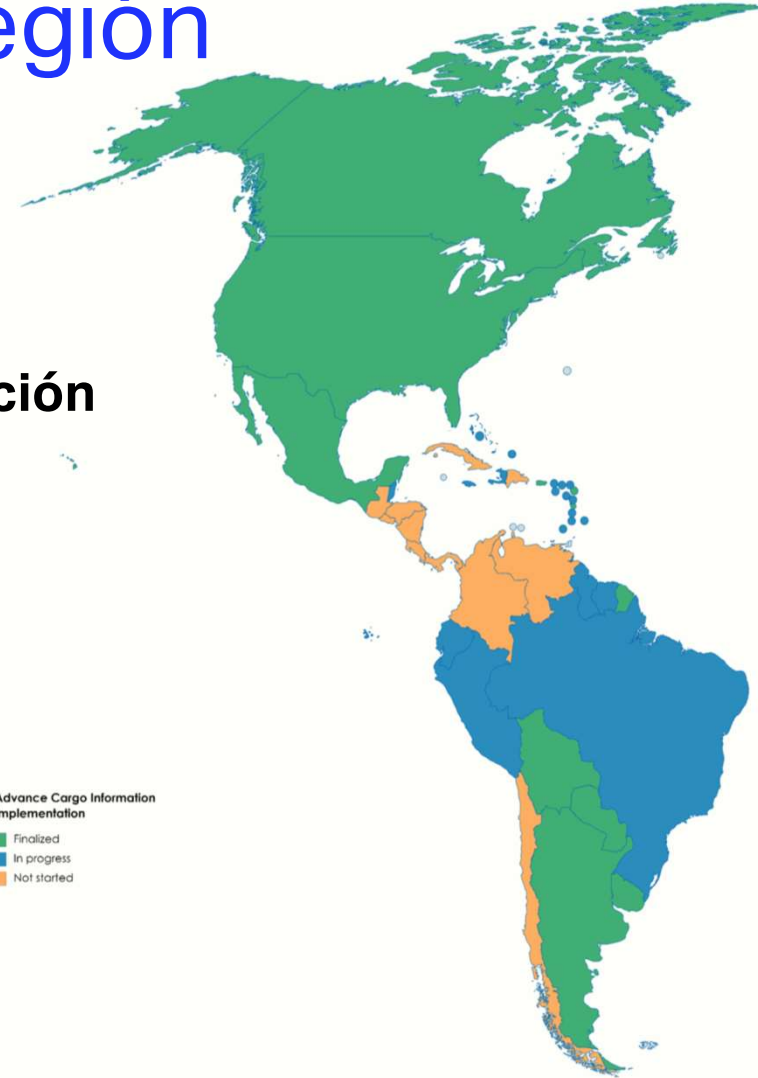 egión
ción
Advance Cargo Information
mplementation
Finalized
In progress
Not started